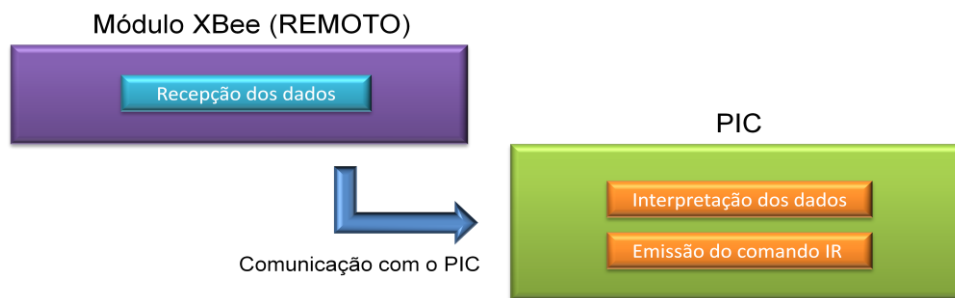 Módulo XBee (REMOTO)
Recepção dos dados
PIC
Interpretação dos dados
Emissão do comando IR
Comunicação com o PIC